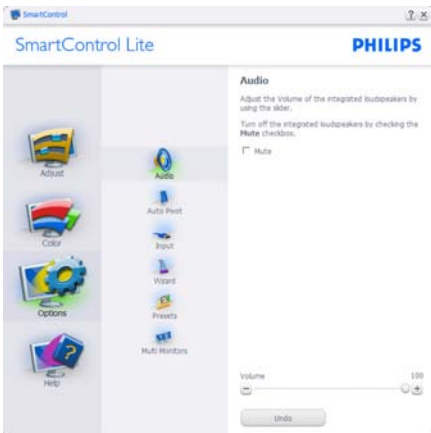 SmartControl
SmartControl Lite
PHILIPS
Adjust
Color
Options
Help
Audio
Auto Pivot
Input
Wizard
Presets
Multi Monitors
Audio
Adjust the Volume of the integrated loudspeakers by
using the slider.
Turn off the integrated loudspeakers by checking the
Mute checkbox.
Mute
Volume
100
Undo